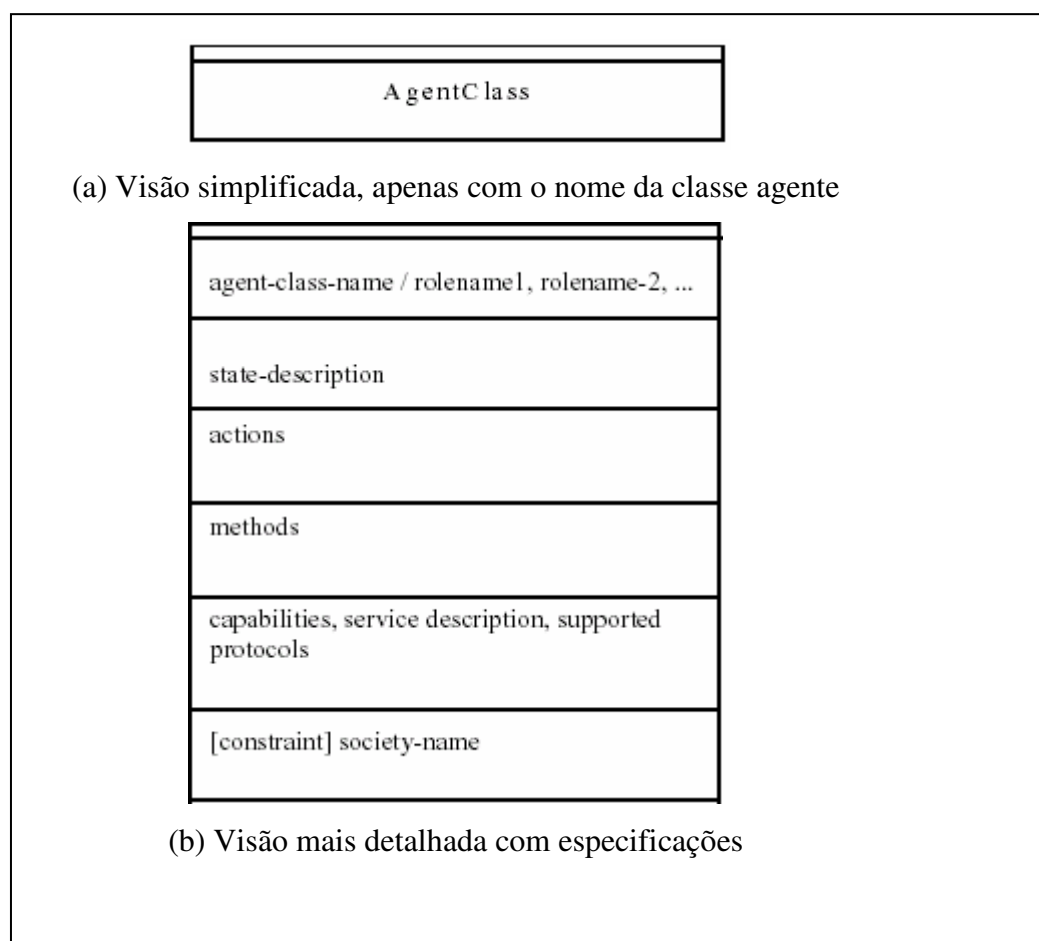 AgentClass
(a) Visão simplificada, apenas com o nome da classe agente
agent-class-name / rolename1, rolename-2, ...
state-description
actions
methods
capabilities, service description, supported
protocols
[constraint] society-name
(b) Visão mais detalhada com especificações